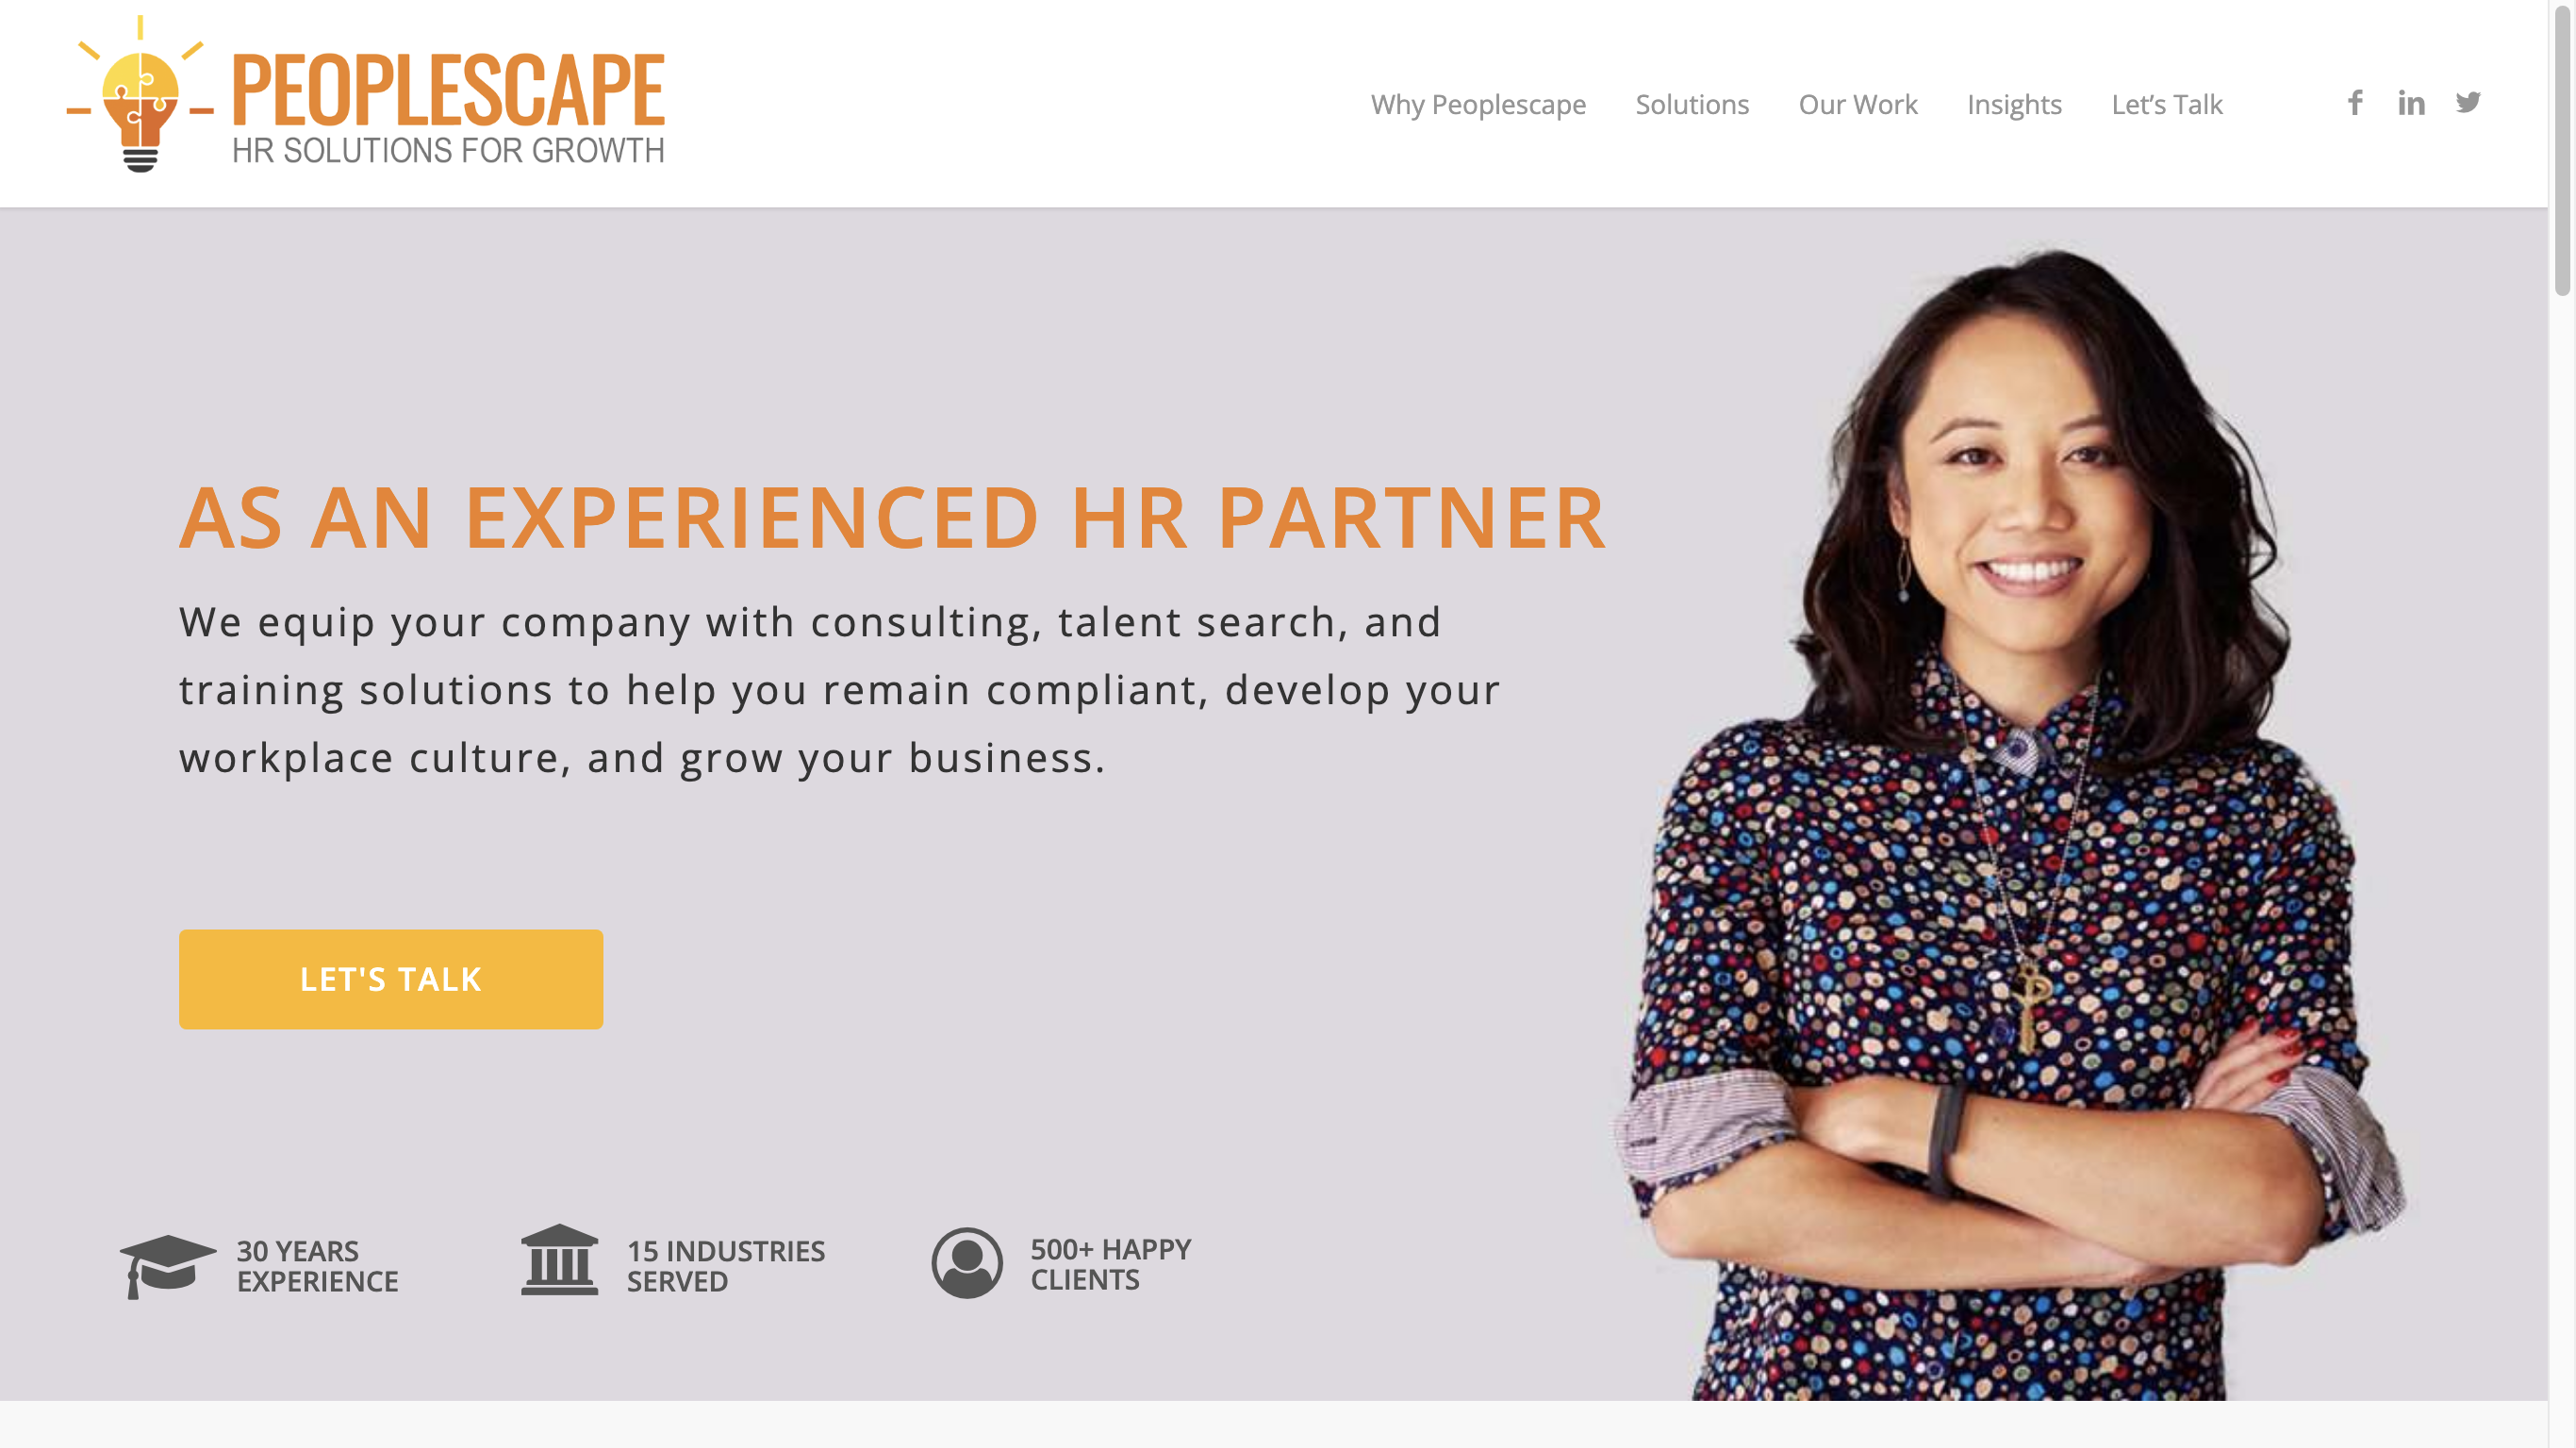 PEOPLESCAPE
HR SOLUTIONS FOR GROWTH
Why Peoplescape
Solutions
Our Work
Insights
Let’s Talk
AS AN EXPERIENCED HR PARTNER
We equip your company with consulting, talent search, and
training solutions to help you remain compliant, develop your
workplace culture, and grow your business.
LET'S TALK
30 YEARS
EXPERIENCE
15 INDUSTRIES
SERVED
500+ HAPPY
CLIENTS